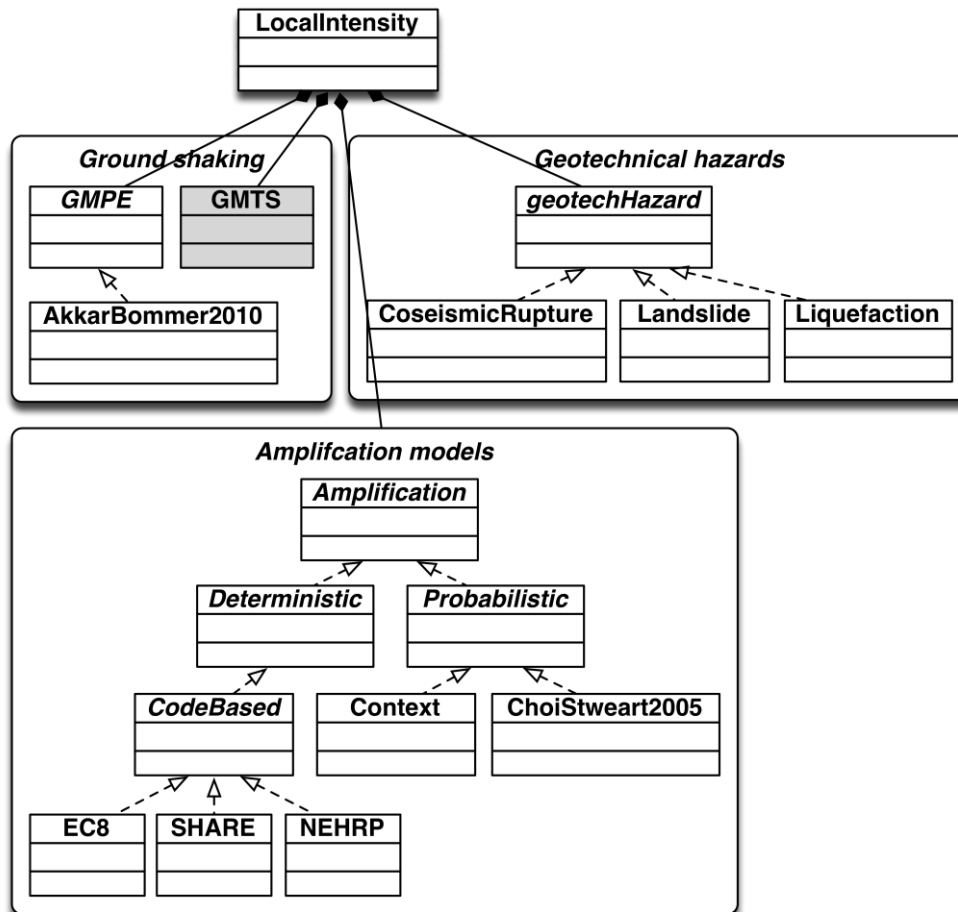 LocalIntensity
Ground shaking
GMPE
GMTS
AkkarBommer2010
Geotechnical hazards
geotechHazard
CoseismicRupture
Landslide
Liquefaction
Amplifcation models
Amplification
Deterministic
Probabilistic
CodeBased
Context
ChoiStweart2005
EC8
SHARE
NEHRP